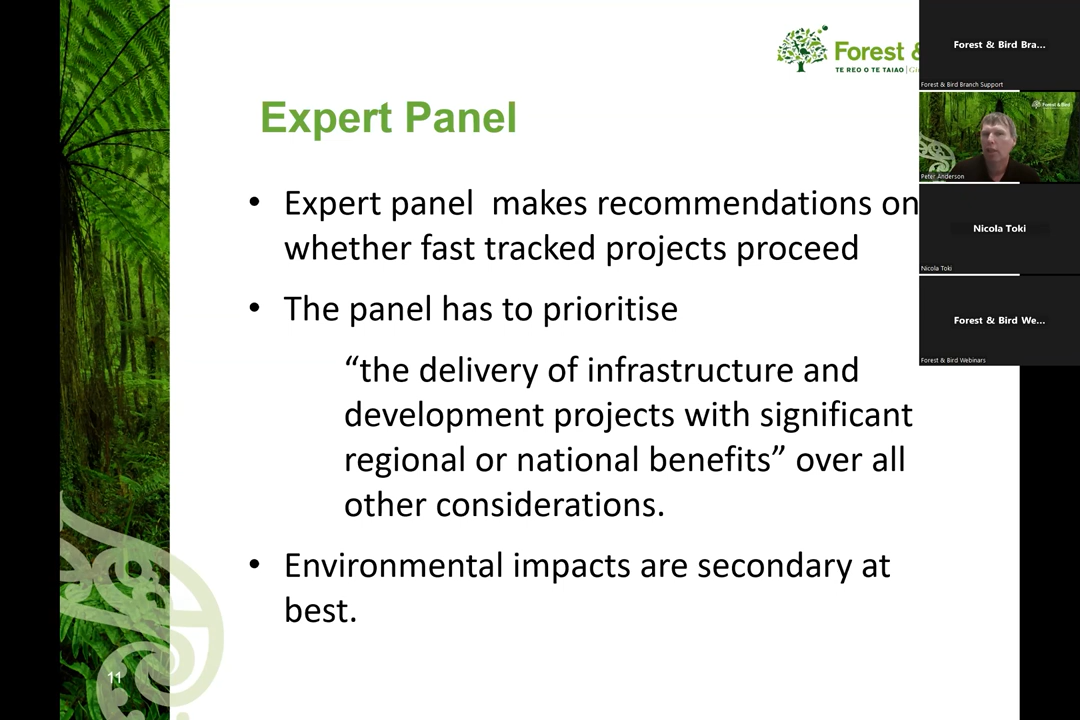 Forest &
TE REO O TE TAIAO
Expert Panel
• Expert panel  makes recommendations on
whether fast tracked projects proceed
• The panel has to prioritise
“the delivery of infrastructure and
development projects with significant
regional or national benefits” over all
other considerations.
• Environmental impacts are secondary at
best.
11
Forest & Bird Bra...
Forest & Bird Branch Support
Forest & Bird
Peter Anderson
Nicola Toki
Nicola Toki
Forest & Bird We...
Forest & Bird Webinars